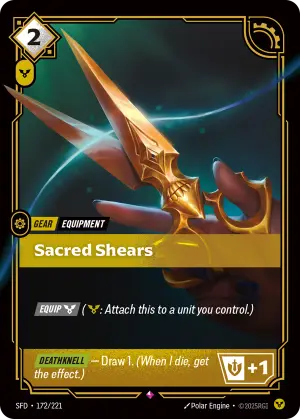 2
GEAR EQUIPMENT
Sacred Shears
EQUIP ( : Attach this to a unit you control.)
DEATHKNELL — Draw 1. (When I die, get
the effect.)
+1
SFD • 172/221
Polar Engine • ©2025RGI